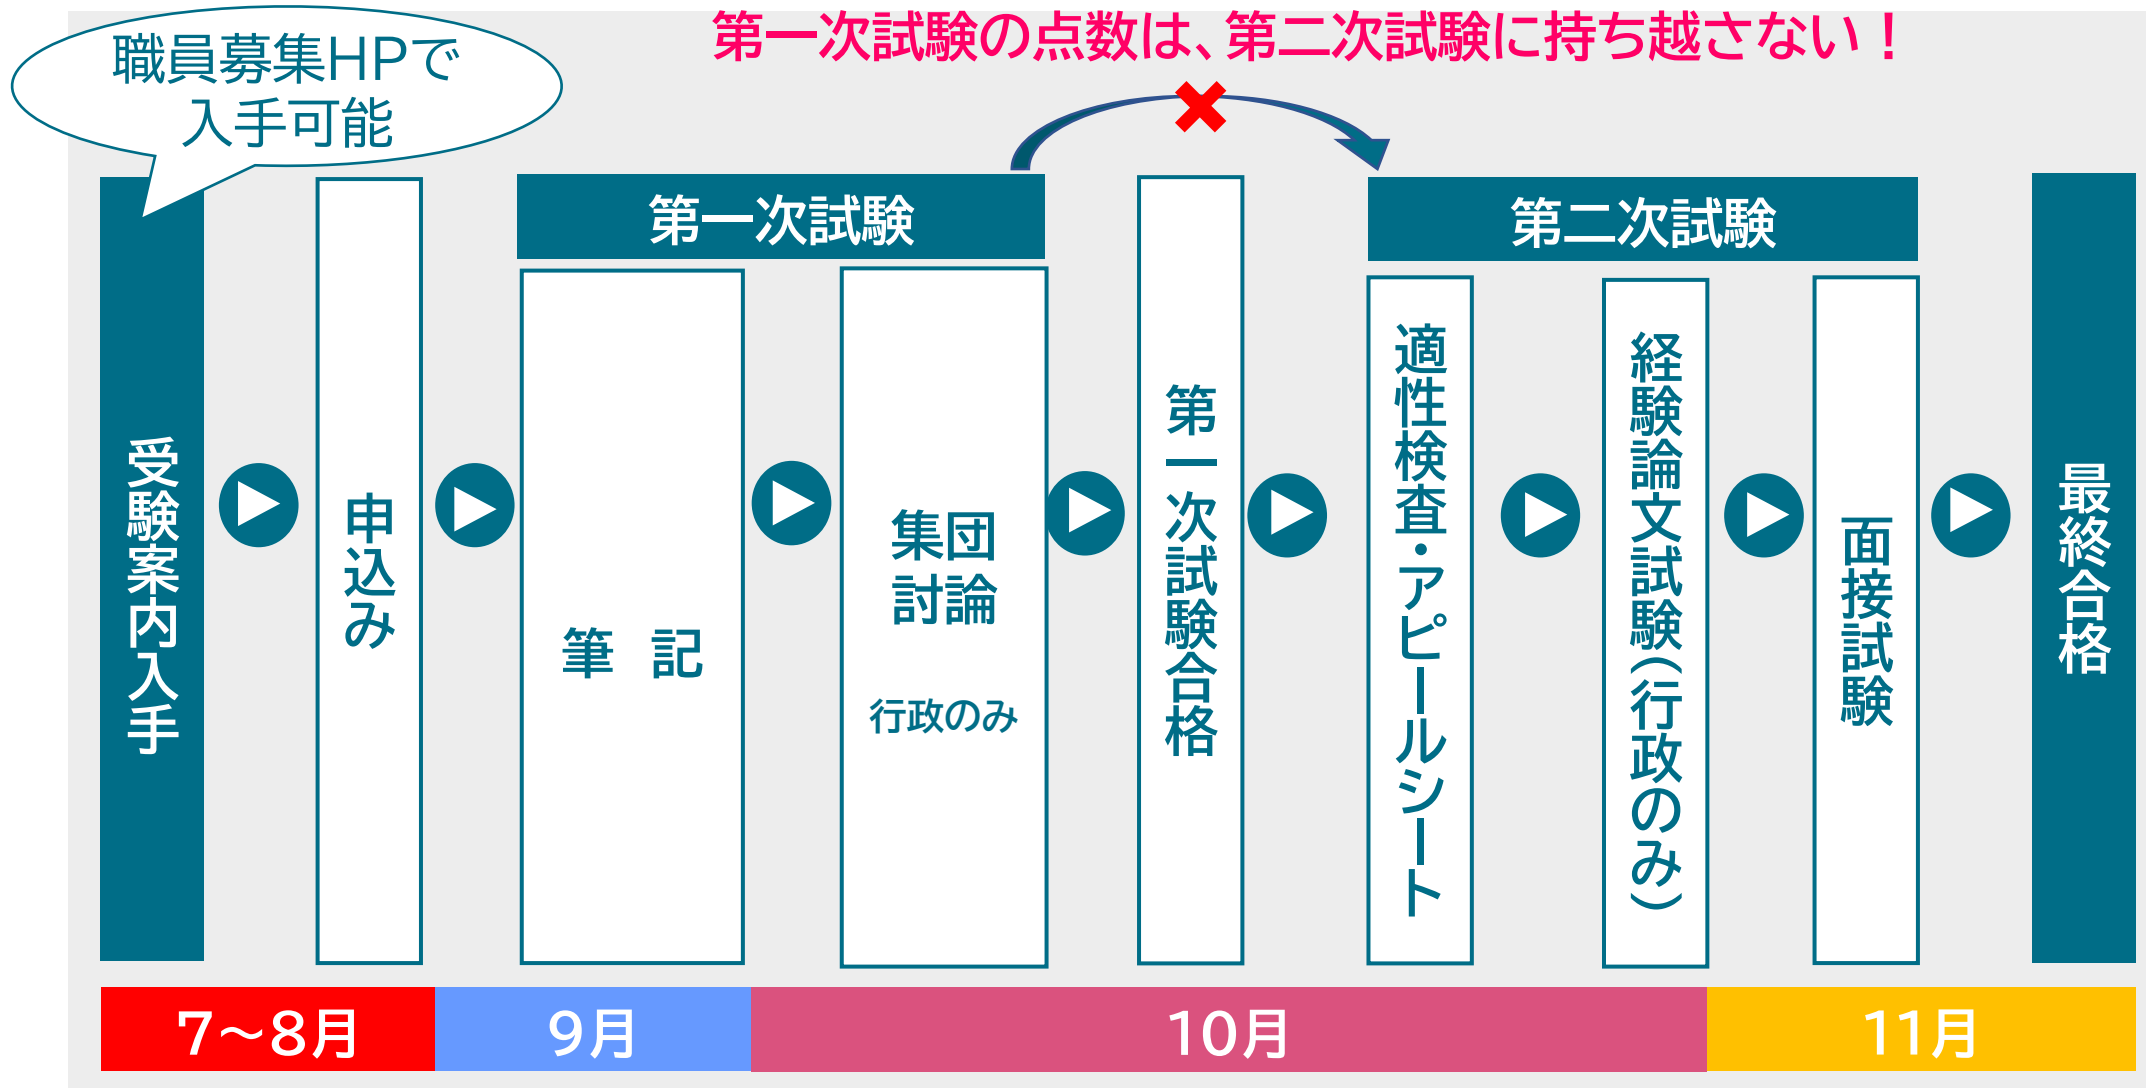 第一次試験の点数は、第二次試験に持ち越さない！
職員募集HPで
入手可能
受験案内入手
申込み
第一次試験
筆　記
集団
討論
行政のみ
第一次試験合格
第二次試験
適性検査・アピールシート
経験論文試験（行政のみ）
面接試験
最終合格
7～8月
9月
10月
11月